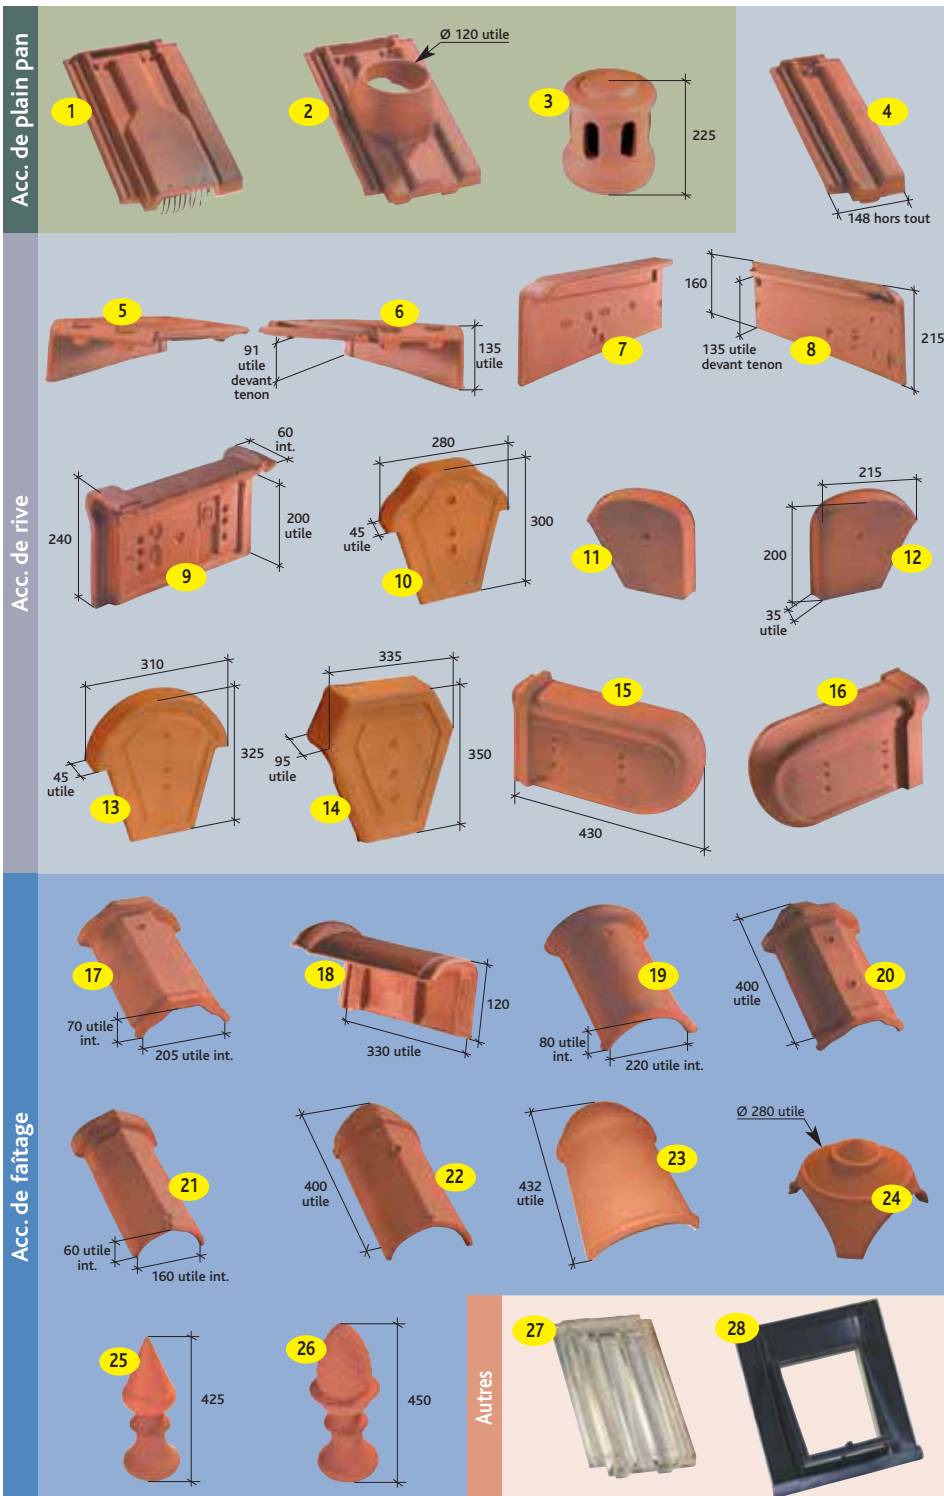 Acc. de plain pan
1
2
Ø 120 utile
3
225
4
148 hors tout
Acc. de rive
5
6
91
utile
devant
tenon
135
utile
7
160
135 utile
devant tenon
8
215
60
int.
240
200
utile
9
280
45
utile
300
10
11
215
200
35
utile
12
310
45
utile
325
13
335
95
utile
350
14
15
430
16
Acc. de faîtage
17
70 utile
int.
205 utile int.
18
120
330 utile
19
80 utile
int.
220 utile int.
20
400
utile
21
60 utile
int.
160 utile int.
22
400
utile
23
432
utile
Ø 280 utile
24
25
425
26
450
Autres
27
28